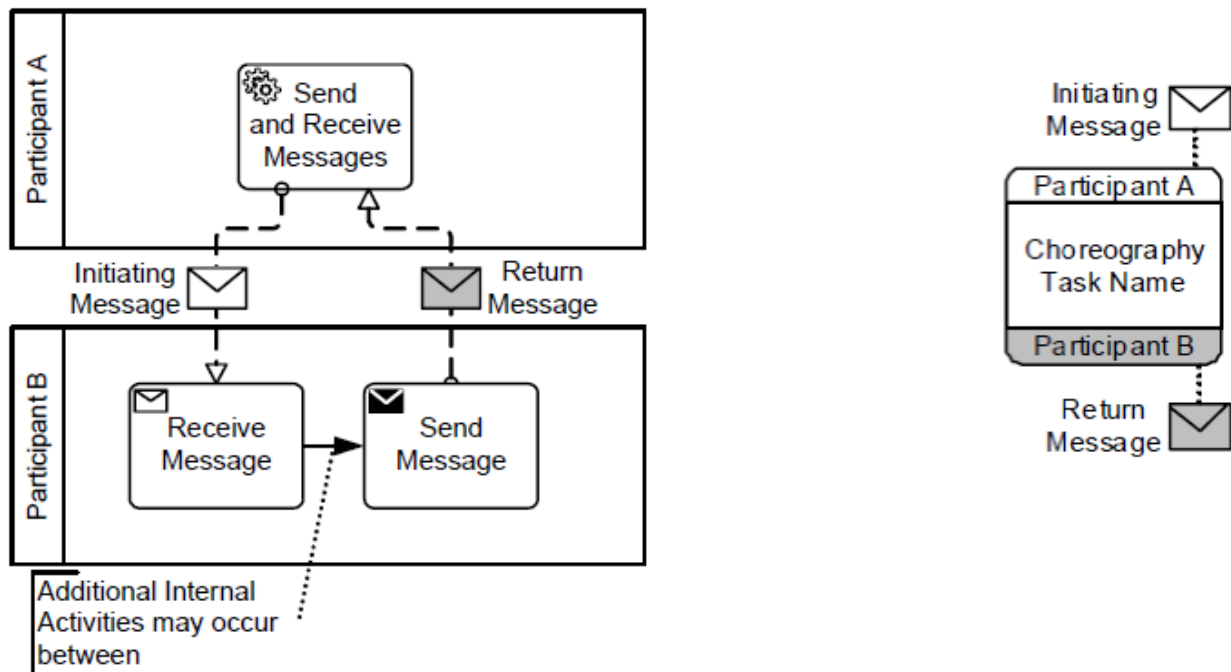 Participant A
Send
and Receive
Messages
Initiating
Message
Return
Message
Participant B
Receive
Message
Send
Message
Additional Internal
Activities may occur
between
Initiating
Message
Participant A
Choreography
Task Name
Participant B
Return
Message